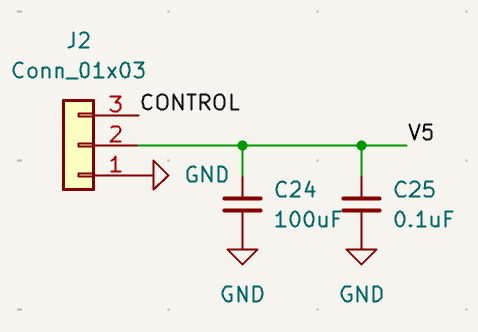 J2
Conn_01x03
3 CONTROL
2 V5
1 GND
C24 C25
100uF 0.1uF
GND GND